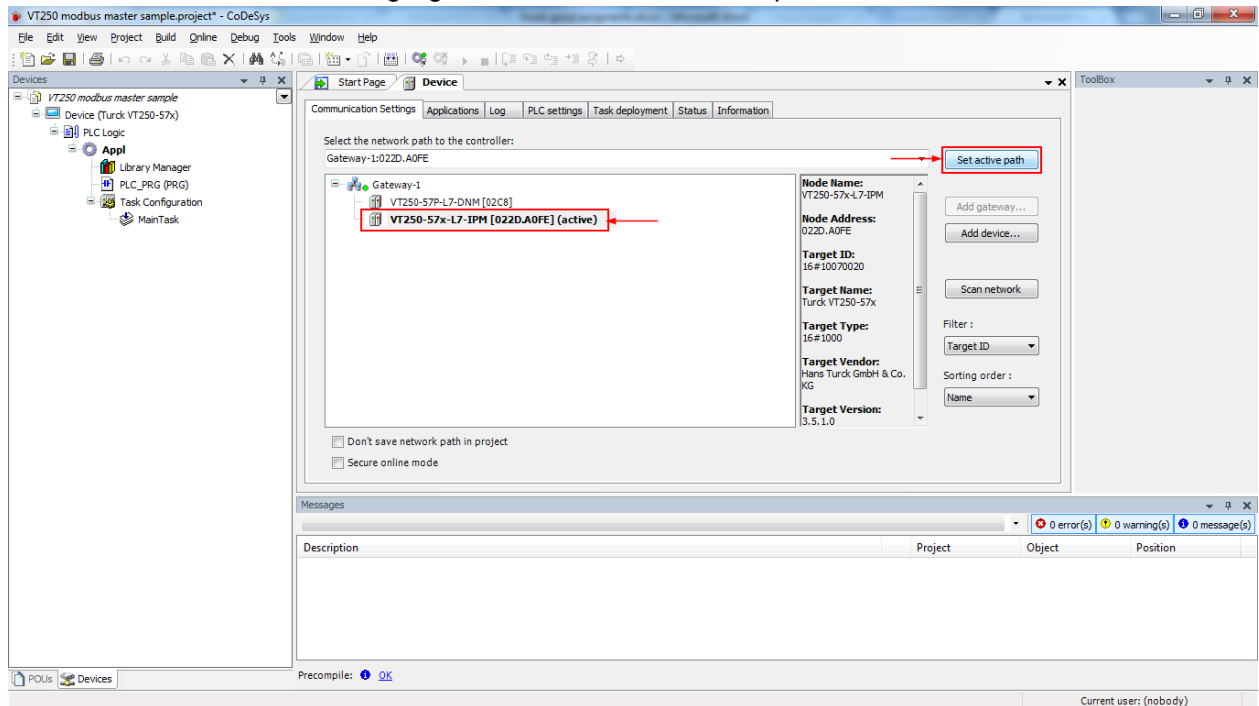 VT250 modbus master sample.project* - CoDeSys
File Edit View Project Build Online Debug Tools Window Help
Devices
VT250 modbus master sample
Device (Turck VT250-57x)
PLC Logic
Appl
Library Manager
PLC_PRG (PRG)
Task Configuration
MainTask
POUs Devices
Start Page Device
Communication Settings Applications Log PLC settings Task deployment Status Information
Select the network path to the controller:
Gateway-1:022D.A0FE
Set active path
Gateway-1
VT250-57P-L7-DNM [02C8]
VT250-57x-L7-IPM [022D.A0FE] (active)
Node Name:
VT250-57x-L7-IPM
Node Address:
022D.A0FE
Target ID:
16#10070020
Target Name:
Turck VT250-57x
Target Type:
16#1000
Target Vendor:
Hans Turck GmbH & Co.
KG
Target Version:
3.5.1.0
Add gateway...
Add device...
Scan network
Filter :
Target ID
Sorting order :
Name
Don't save network path in project
Secure online mode
ToolBox
Messages
0 error(s) 0 warning(s) 0 message(s)
Description Project Object Position
Precompile: OK
Current user: (nobody)